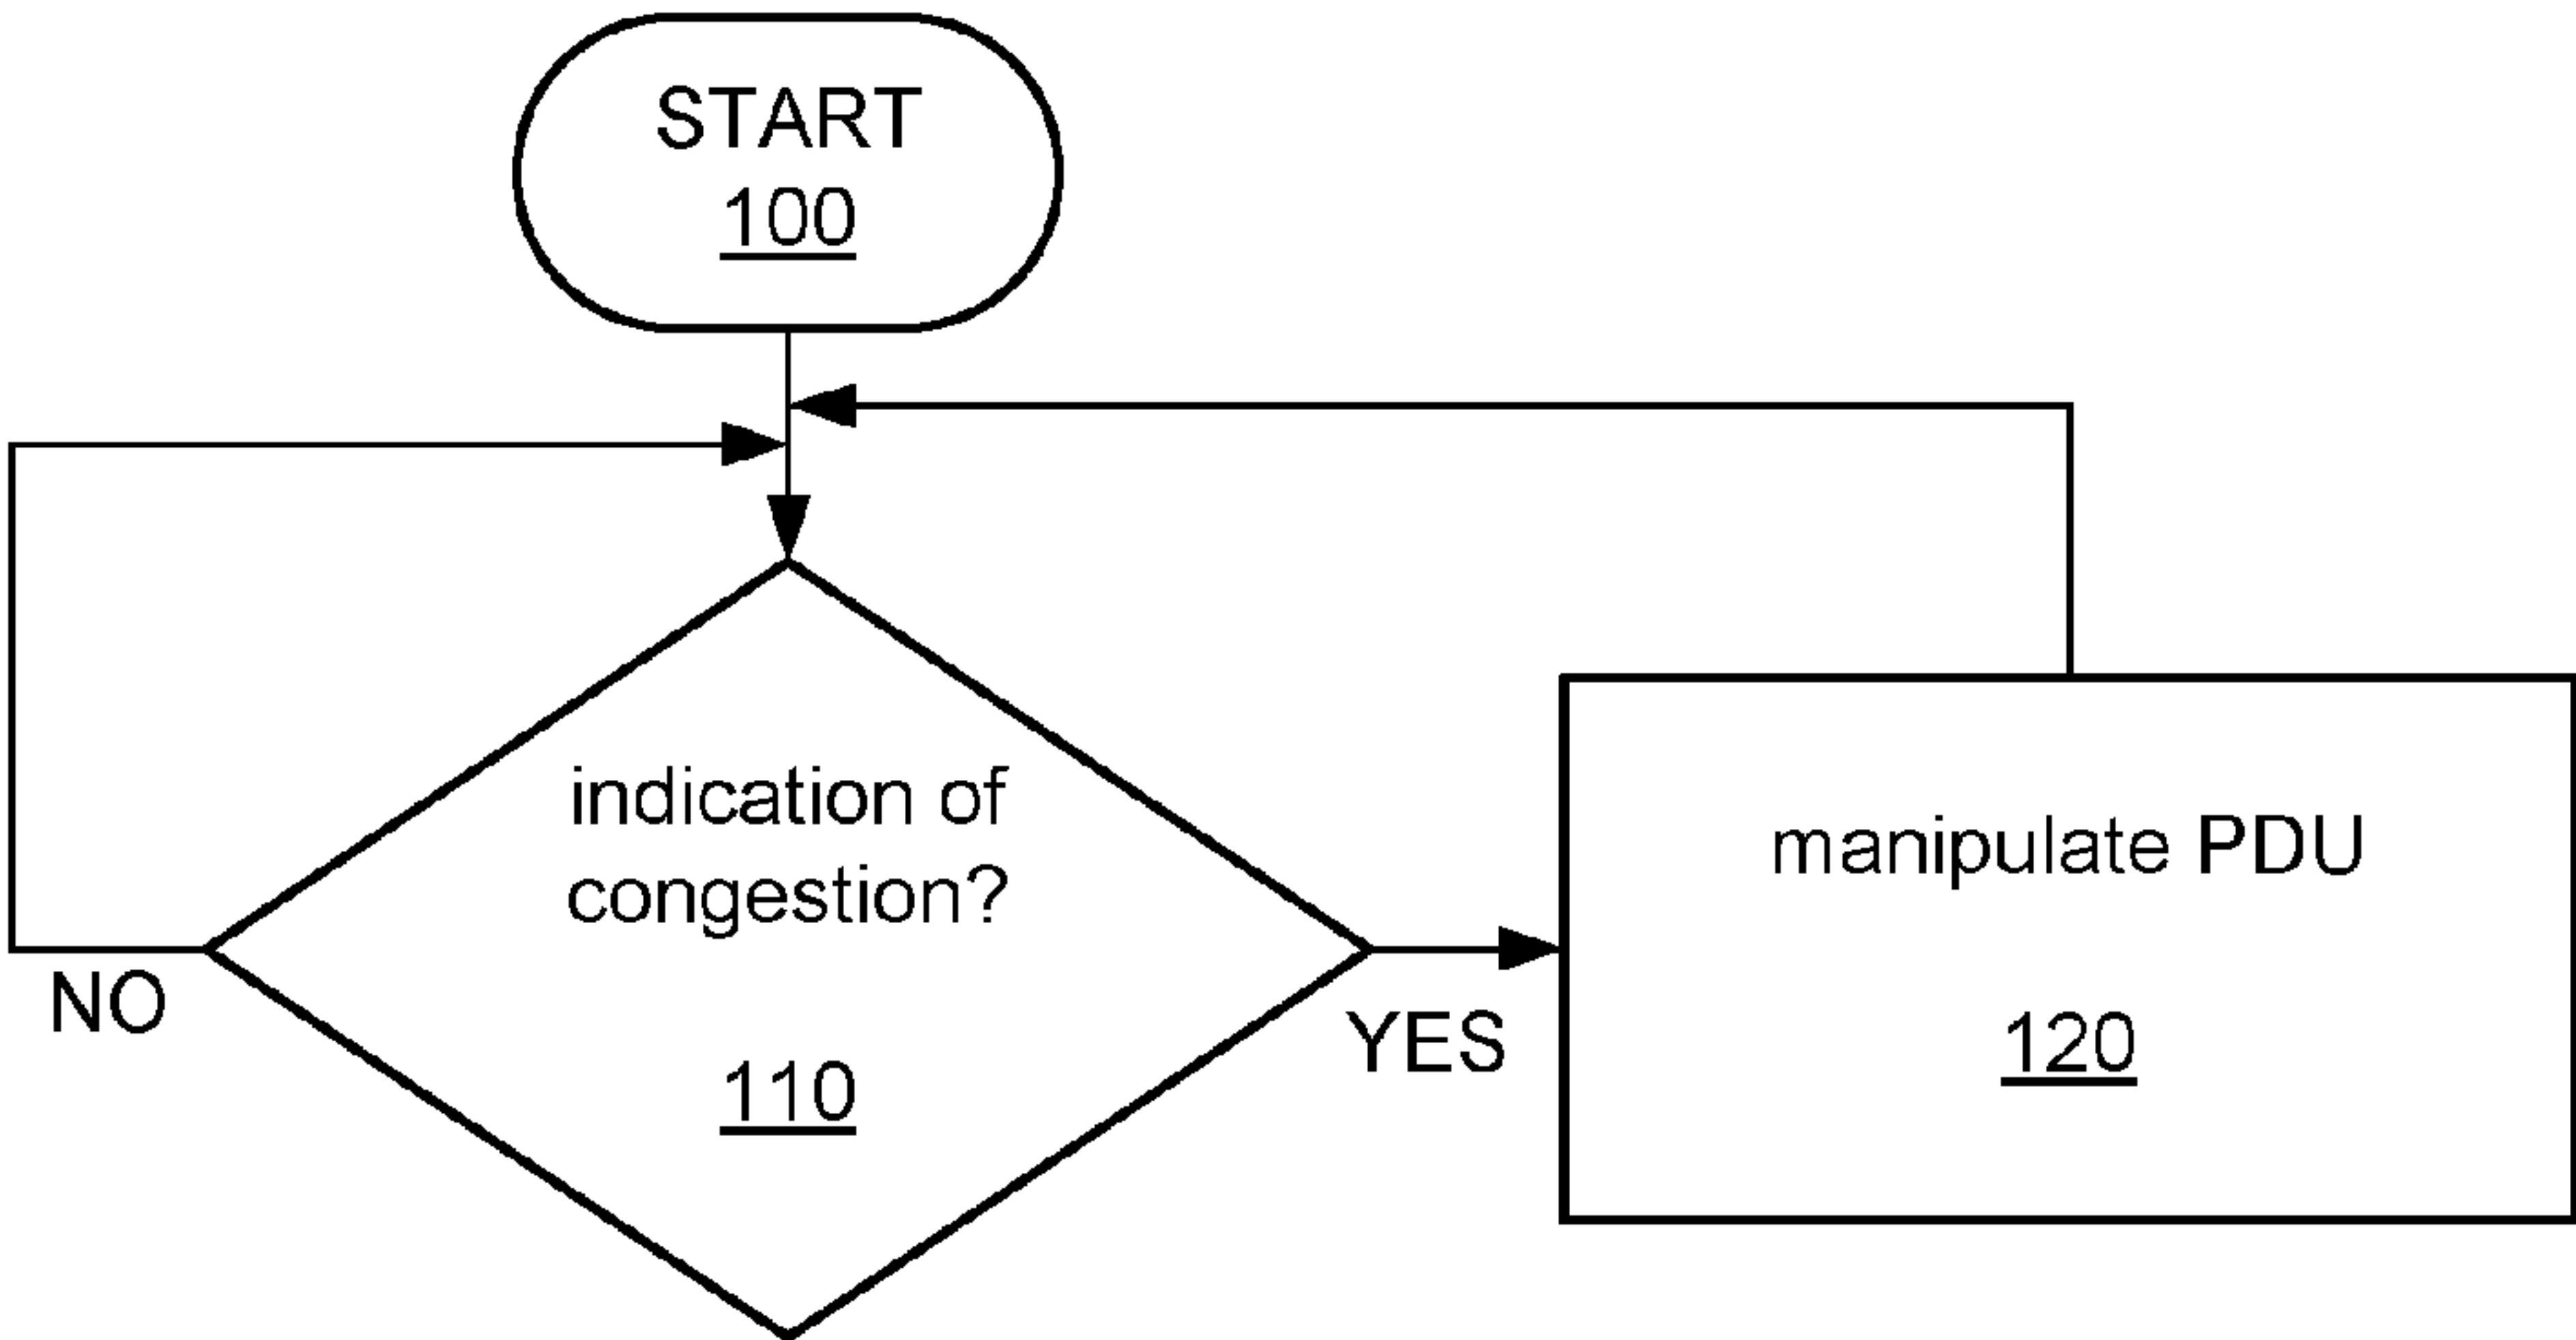 START
100
indication of
congestion?
110
NO
YES
manipulate PDU
120